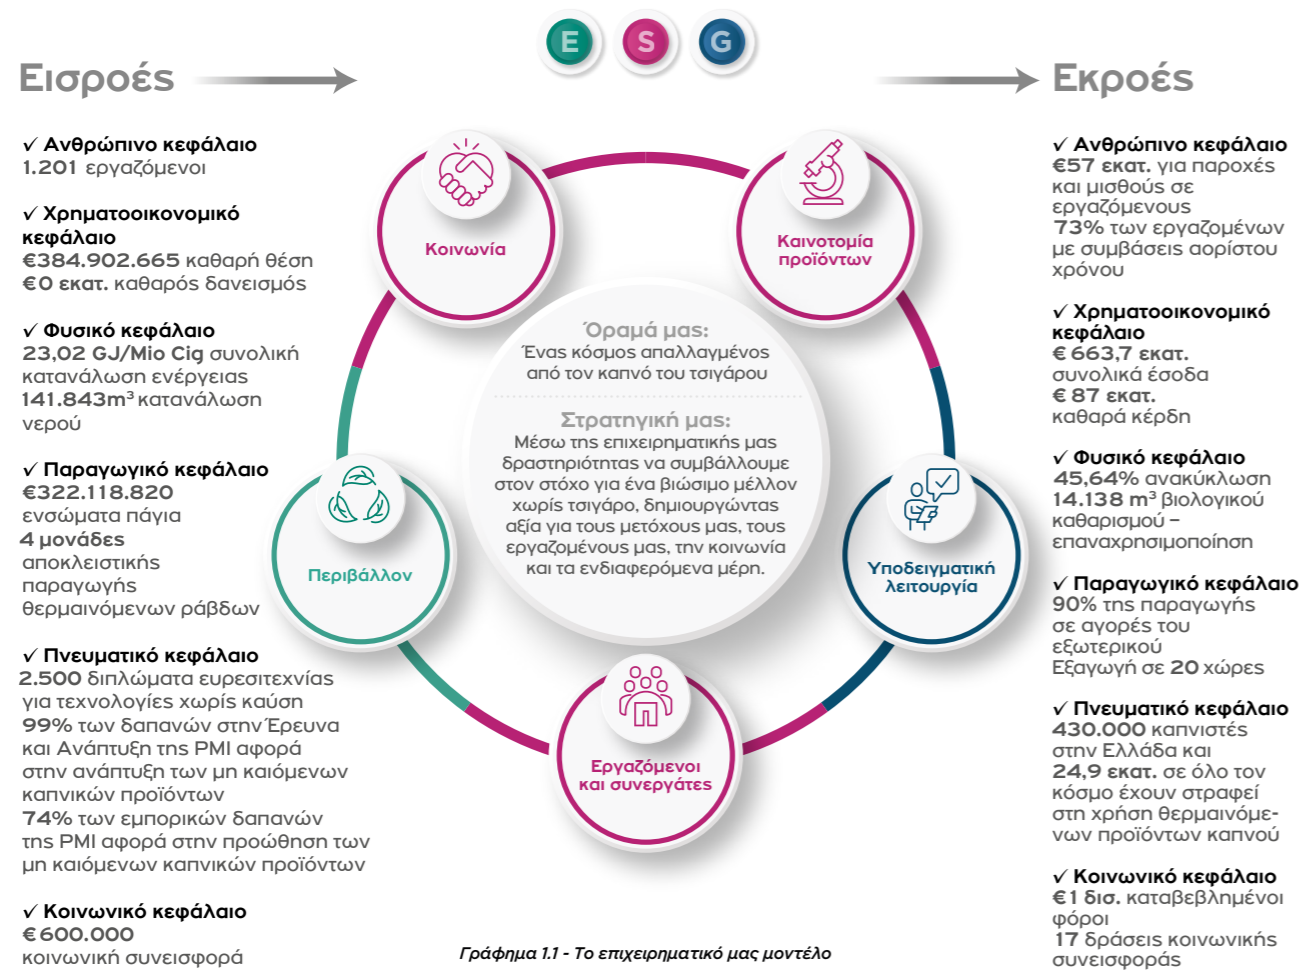 E S G
Εισροές
✓ Ανθρώπινο κεφάλαιο
1.201 εργαζόμενοι
✓ Χρηματοοικονομικό
κεφάλαιο
€384.902.665 καθαρή θέση
€0 εκατ. καθαρός δανεισμός
✓ Φυσικό κεφάλαιο
23,02 GJ/Mio Cig συνολική
κατανάλωση ενέργειας
141.843m³ κατανάλωση
νερού
✓ Παραγωγικό κεφάλαιο
€322.118.820
ενσώματα πάγια
4 μονάδες
αποκλειστικής
παραγωγής
θερμαινόμενων ράβδων
✓ Πνευματικό κεφάλαιο
2.500 διπλώματα ευρεσιτεχνίας
για τεχνολογίες χωρίς καύση
99% των δαπανών στην Έρευνα
και Ανάπτυξη της PMI αφορά
στην ανάπτυξη των μη καιόμενων
καπνικών προϊόντων
74% των εμπορικών δαπανών
της PMI αφορά στην προώθηση των
μη καιόμενων καπνικών προϊόντων
✓ Κοινωνικό κεφάλαιο
€600.000
κοινωνική συνεισφορά
Κοινωνία
Καινοτομία
προϊόντων
Όραμά μας:
Ένας κόσμος απαλλαγμένος
από τον καπνό του τσιγάρου
Στρατηγική μας:
Μέσω της επιχειρηματικής μας
δραστηριότητας να συμβάλλουμε
στον στόχο για ένα βιώσιμο μέλλον
χωρίς τσιγάρο, δημιουργώντας
αξία για τους μετόχους μας, τους
εργαζομένους μας, την κοινωνία
και τα ενδιαφερόμενα μέρη.
Περιβάλλον
Υποδειγματική
λειτουργία
Εργαζόμενοι
και συνεργάτες
Γράφημα 1.1 - Το επιχειρηματικό μας μοντέλο
Εκροές
✓ Ανθρώπινο κεφάλαιο
€57 εκατ. για παροχές
και μισθούς σε
εργαζόμενους
73% των εργαζομένων
με συμβάσεις αορίστου
χρόνου
✓ Χρηματοοικονομικό
κεφάλαιο
€ 663,7 εκατ.
συνολικά έσοδα
€ 87 εκατ.
καθαρά κέρδη
✓ Φυσικό κεφάλαιο
45,64% ανακύκλωση
14.138 m³ βιολογικού
καθαρισμού –
επαναχρησιμοποίηση
✓ Παραγωγικό κεφάλαιο
90% της παραγωγής
σε αγορές του
εξωτερικού
Εξαγωγή σε 20 χώρες
✓ Πνευματικό κεφάλαιο
430.000 καπνιστές
στην Ελλάδα και
24,9 εκατ. σε όλο τον
κόσμο έχουν στραφεί
στη χρήση θερμαινόμε-
νων προϊόντων καπνού
✓ Κοινωνικό κεφάλαιο
€1 δισ. καταβεβλημένοι
φόροι
17 δράσεις κοινωνικής
συνεισφοράς